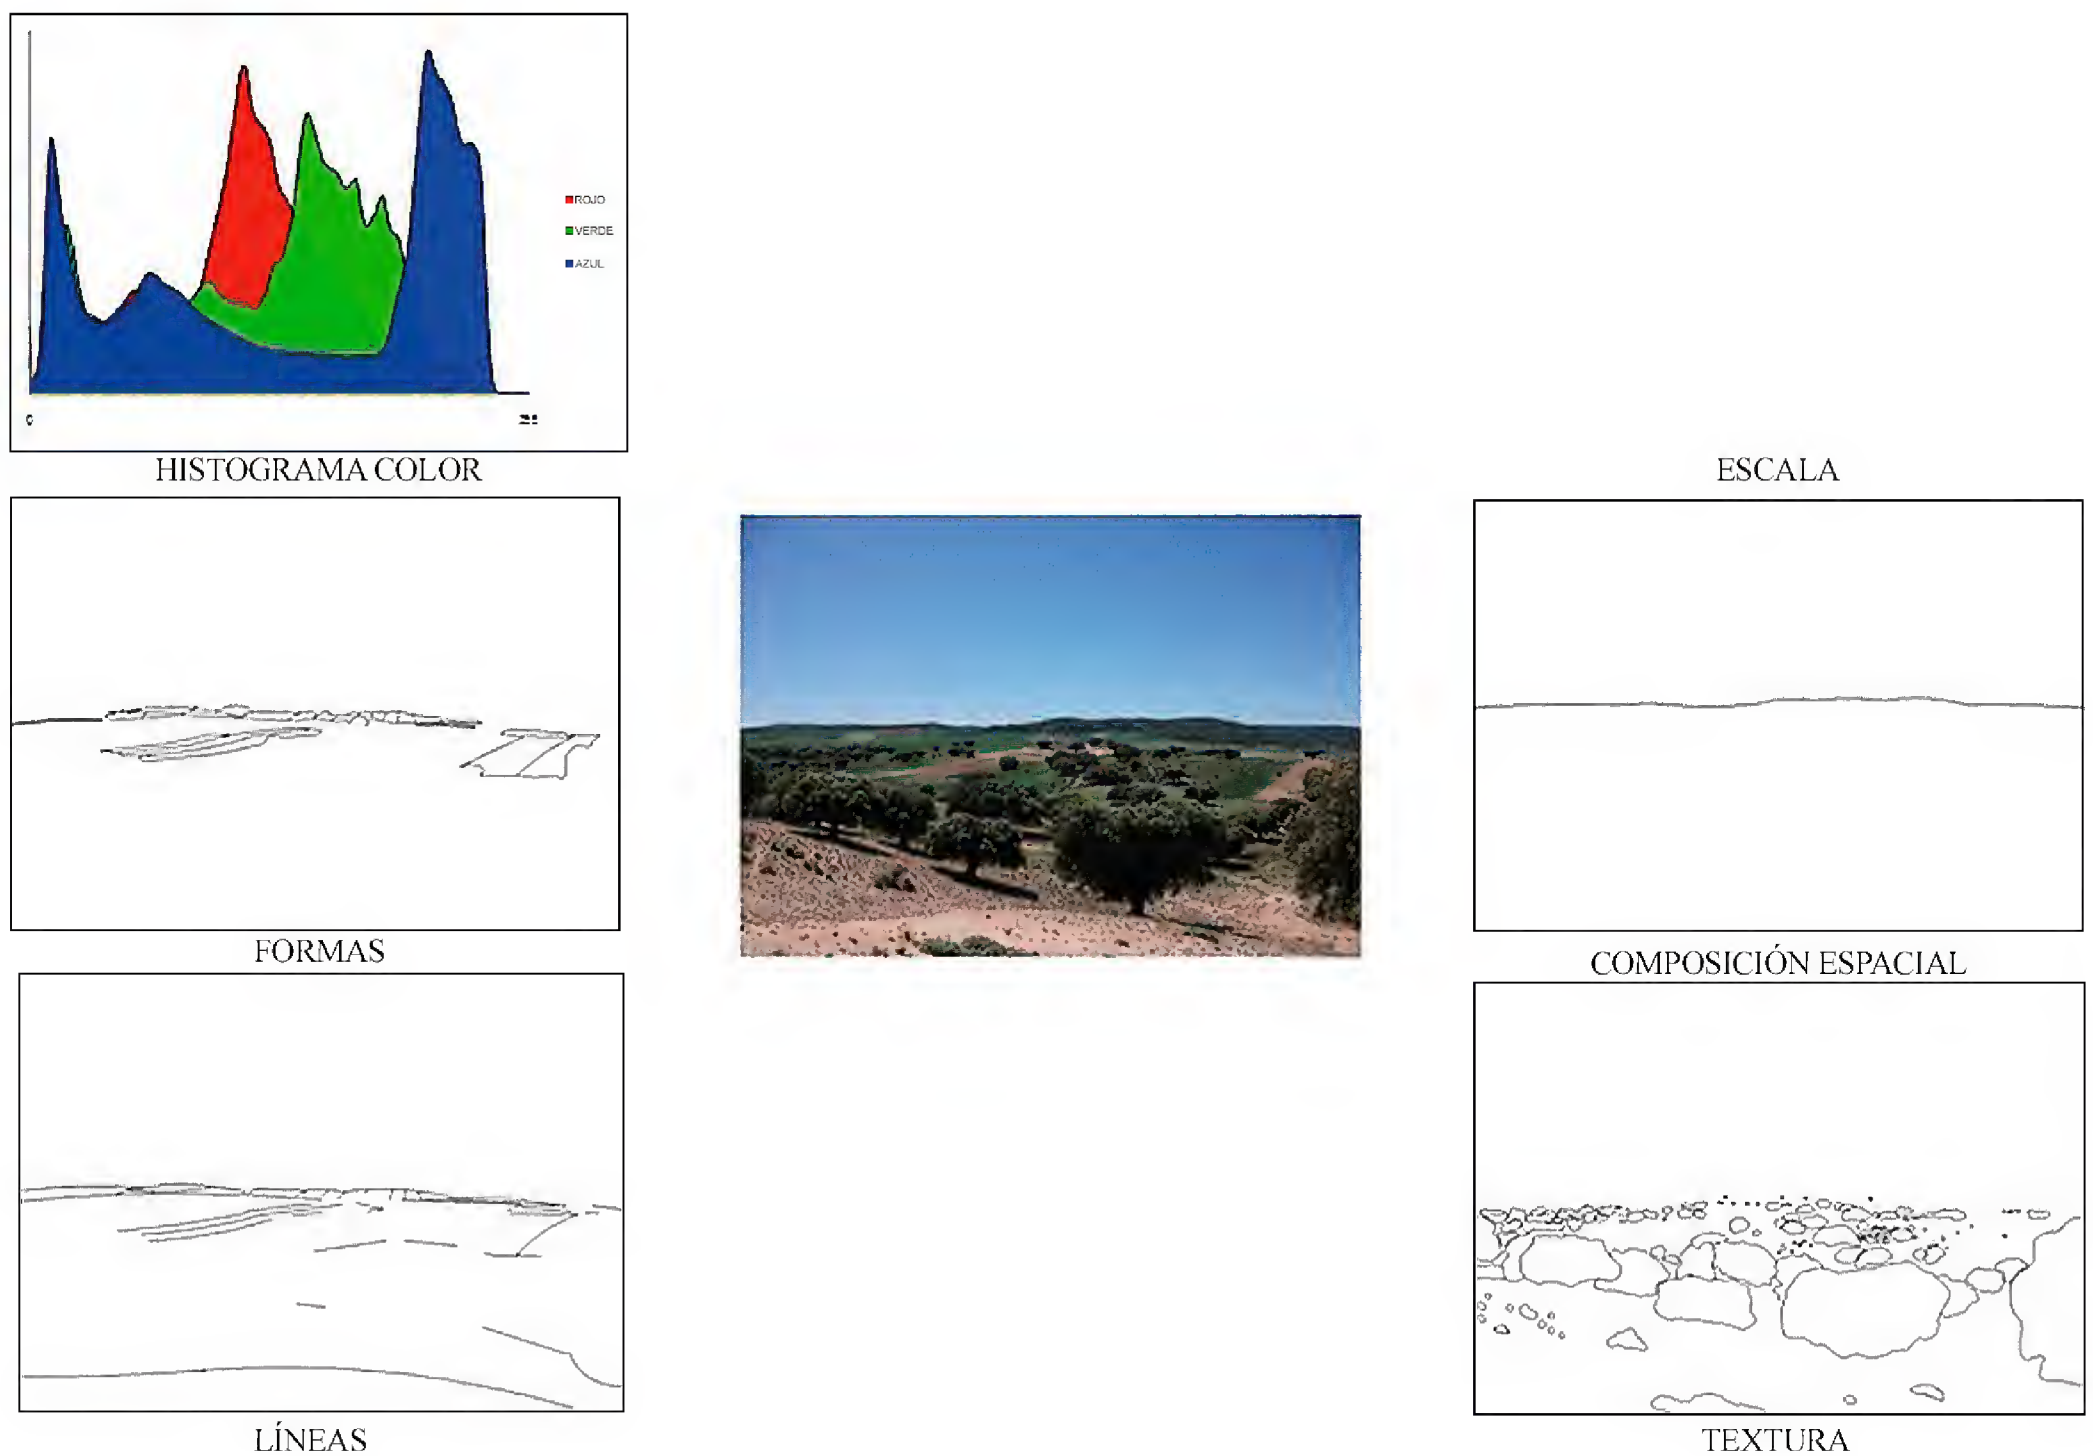 ROJO
VERDE
AZUL
0
HISTOGRAMA COLOR
ESCALA
FORMAS
COMPOSICIÓN ESPACIAL
LÍNEAS
TEXTURA